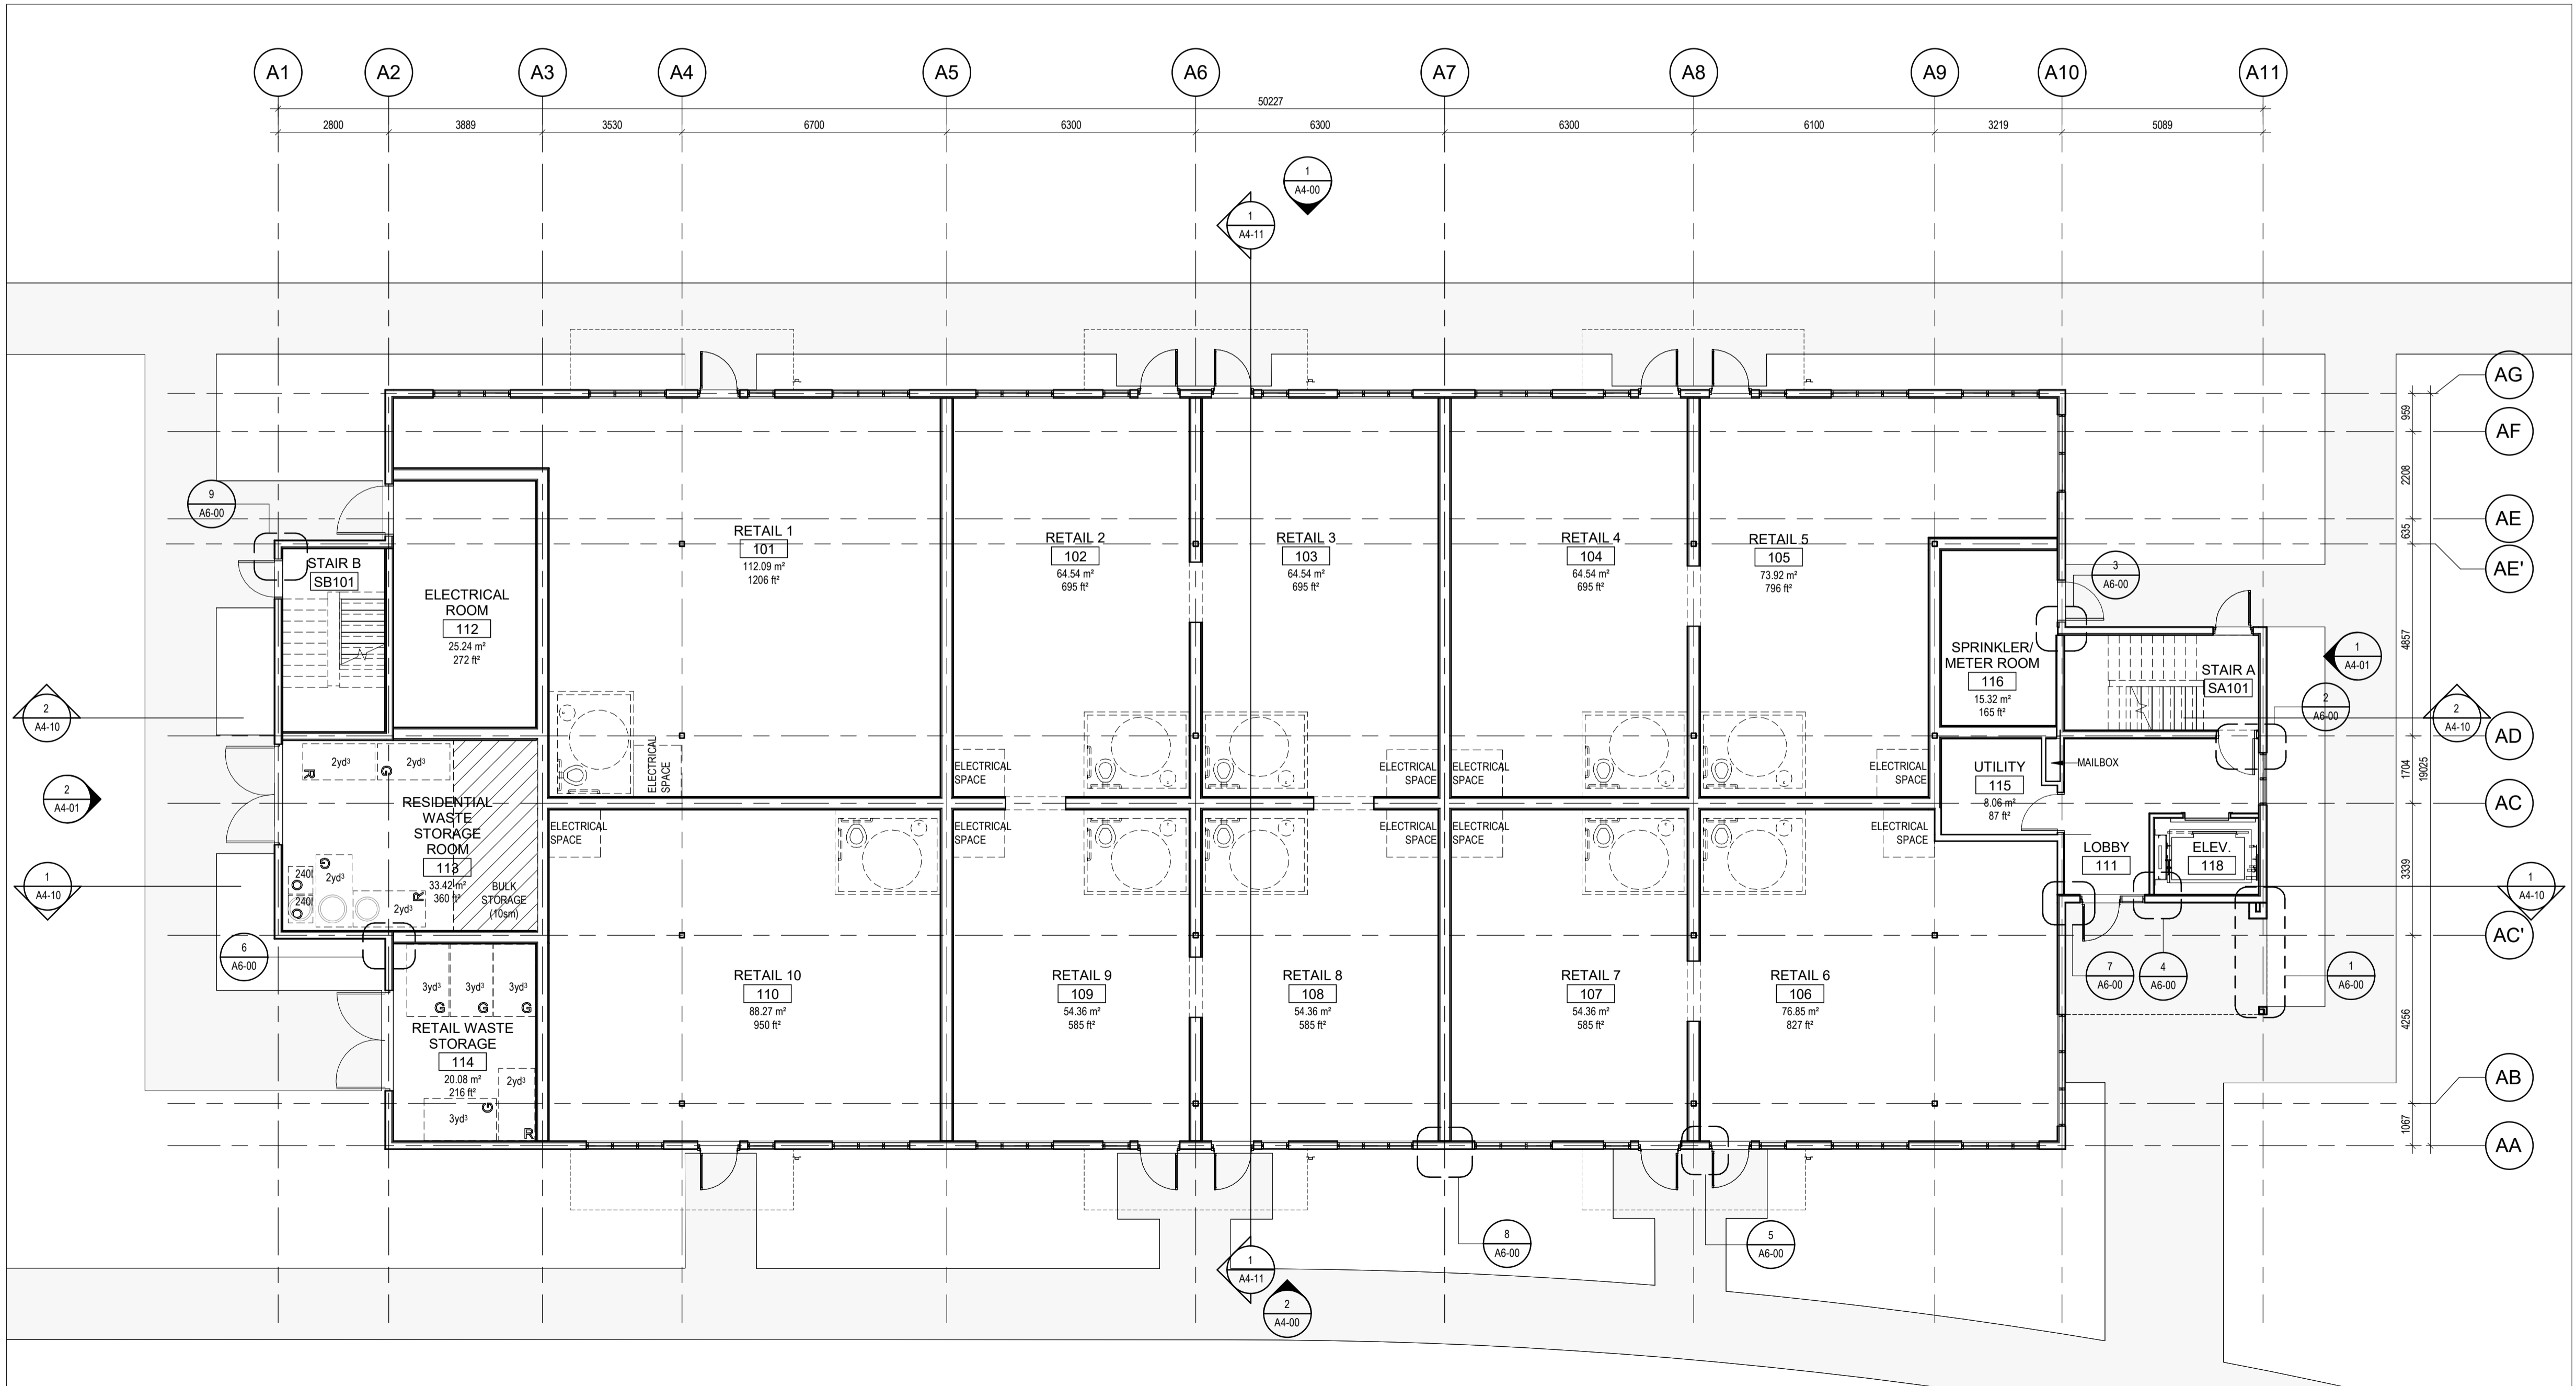 A1
A2
A3
A4
A5
A6
A7
A8
A9
A10
A11
50227
2800
3889
3530
6700
6300
6300
6300
6100
3219
5089
1
A4-00
1
A4-11
AG
959
AF
2208
AE
635
AE'
4857
AD
1704
19025
AC
3339
AC'
4256
AB
1067
AA
9
A6-00
STAIR B
SB101
ELECTRICAL
ROOM
112
25.24 m²
272 ft²
RETAIL 1
101
112.09 m²
1206 ft²
RETAIL 2
102
64.54 m²
695 ft²
RETAIL 3
103
64.54 m²
695 ft²
RETAIL 4
104
64.54 m²
695 ft²
RETAIL 5
105
73.92 m²
796 ft²
3
A6-00
SPRINKLER/
METER ROOM
116
15.32 m²
165 ft²
STAIR A
SA101
1
A4-01
2
A6-00
2
A4-10
2
A4-10
2
A4-01
1
A4-10
2yd³
R
2yd³
G
RESIDENTIAL
WASTE
STORAGE
ROOM
113
33.42 m²
360 ft²
BULK
STORAGE
(10sm)
240l
O
240l
O
G
2yd³
R
2yd³
ELECTRICAL
SPACE
ELECTRICAL
SPACE
ELECTRICAL
SPACE
ELECTRICAL
SPACE
ELECTRICAL
SPACE
UTILITY
115
8.06 m²
87 ft²
MAILBOX
ELECTRICAL
SPACE
ELECTRICAL
SPACE
ELECTRICAL
SPACE
ELECTRICAL
SPACE
ELECTRICAL
SPACE
LOBBY
111
ELEV.
118
1
A4-10
6
A6-00
3yd³
G
3yd³
G
3yd³
G
RETAIL WASTE
STORAGE
114
20.08 m²
216 ft²
2yd³
R
3yd³
G
RETAIL 10
110
88.27 m²
950 ft²
RETAIL 9
109
54.36 m²
585 ft²
RETAIL 8
108
54.36 m²
585 ft²
RETAIL 7
107
54.36 m²
585 ft²
RETAIL 6
106
76.85 m²
827 ft²
7
A6-00
4
A6-00
1
A6-00
8
A6-00
5
A6-00
1
A4-11
2
A4-00